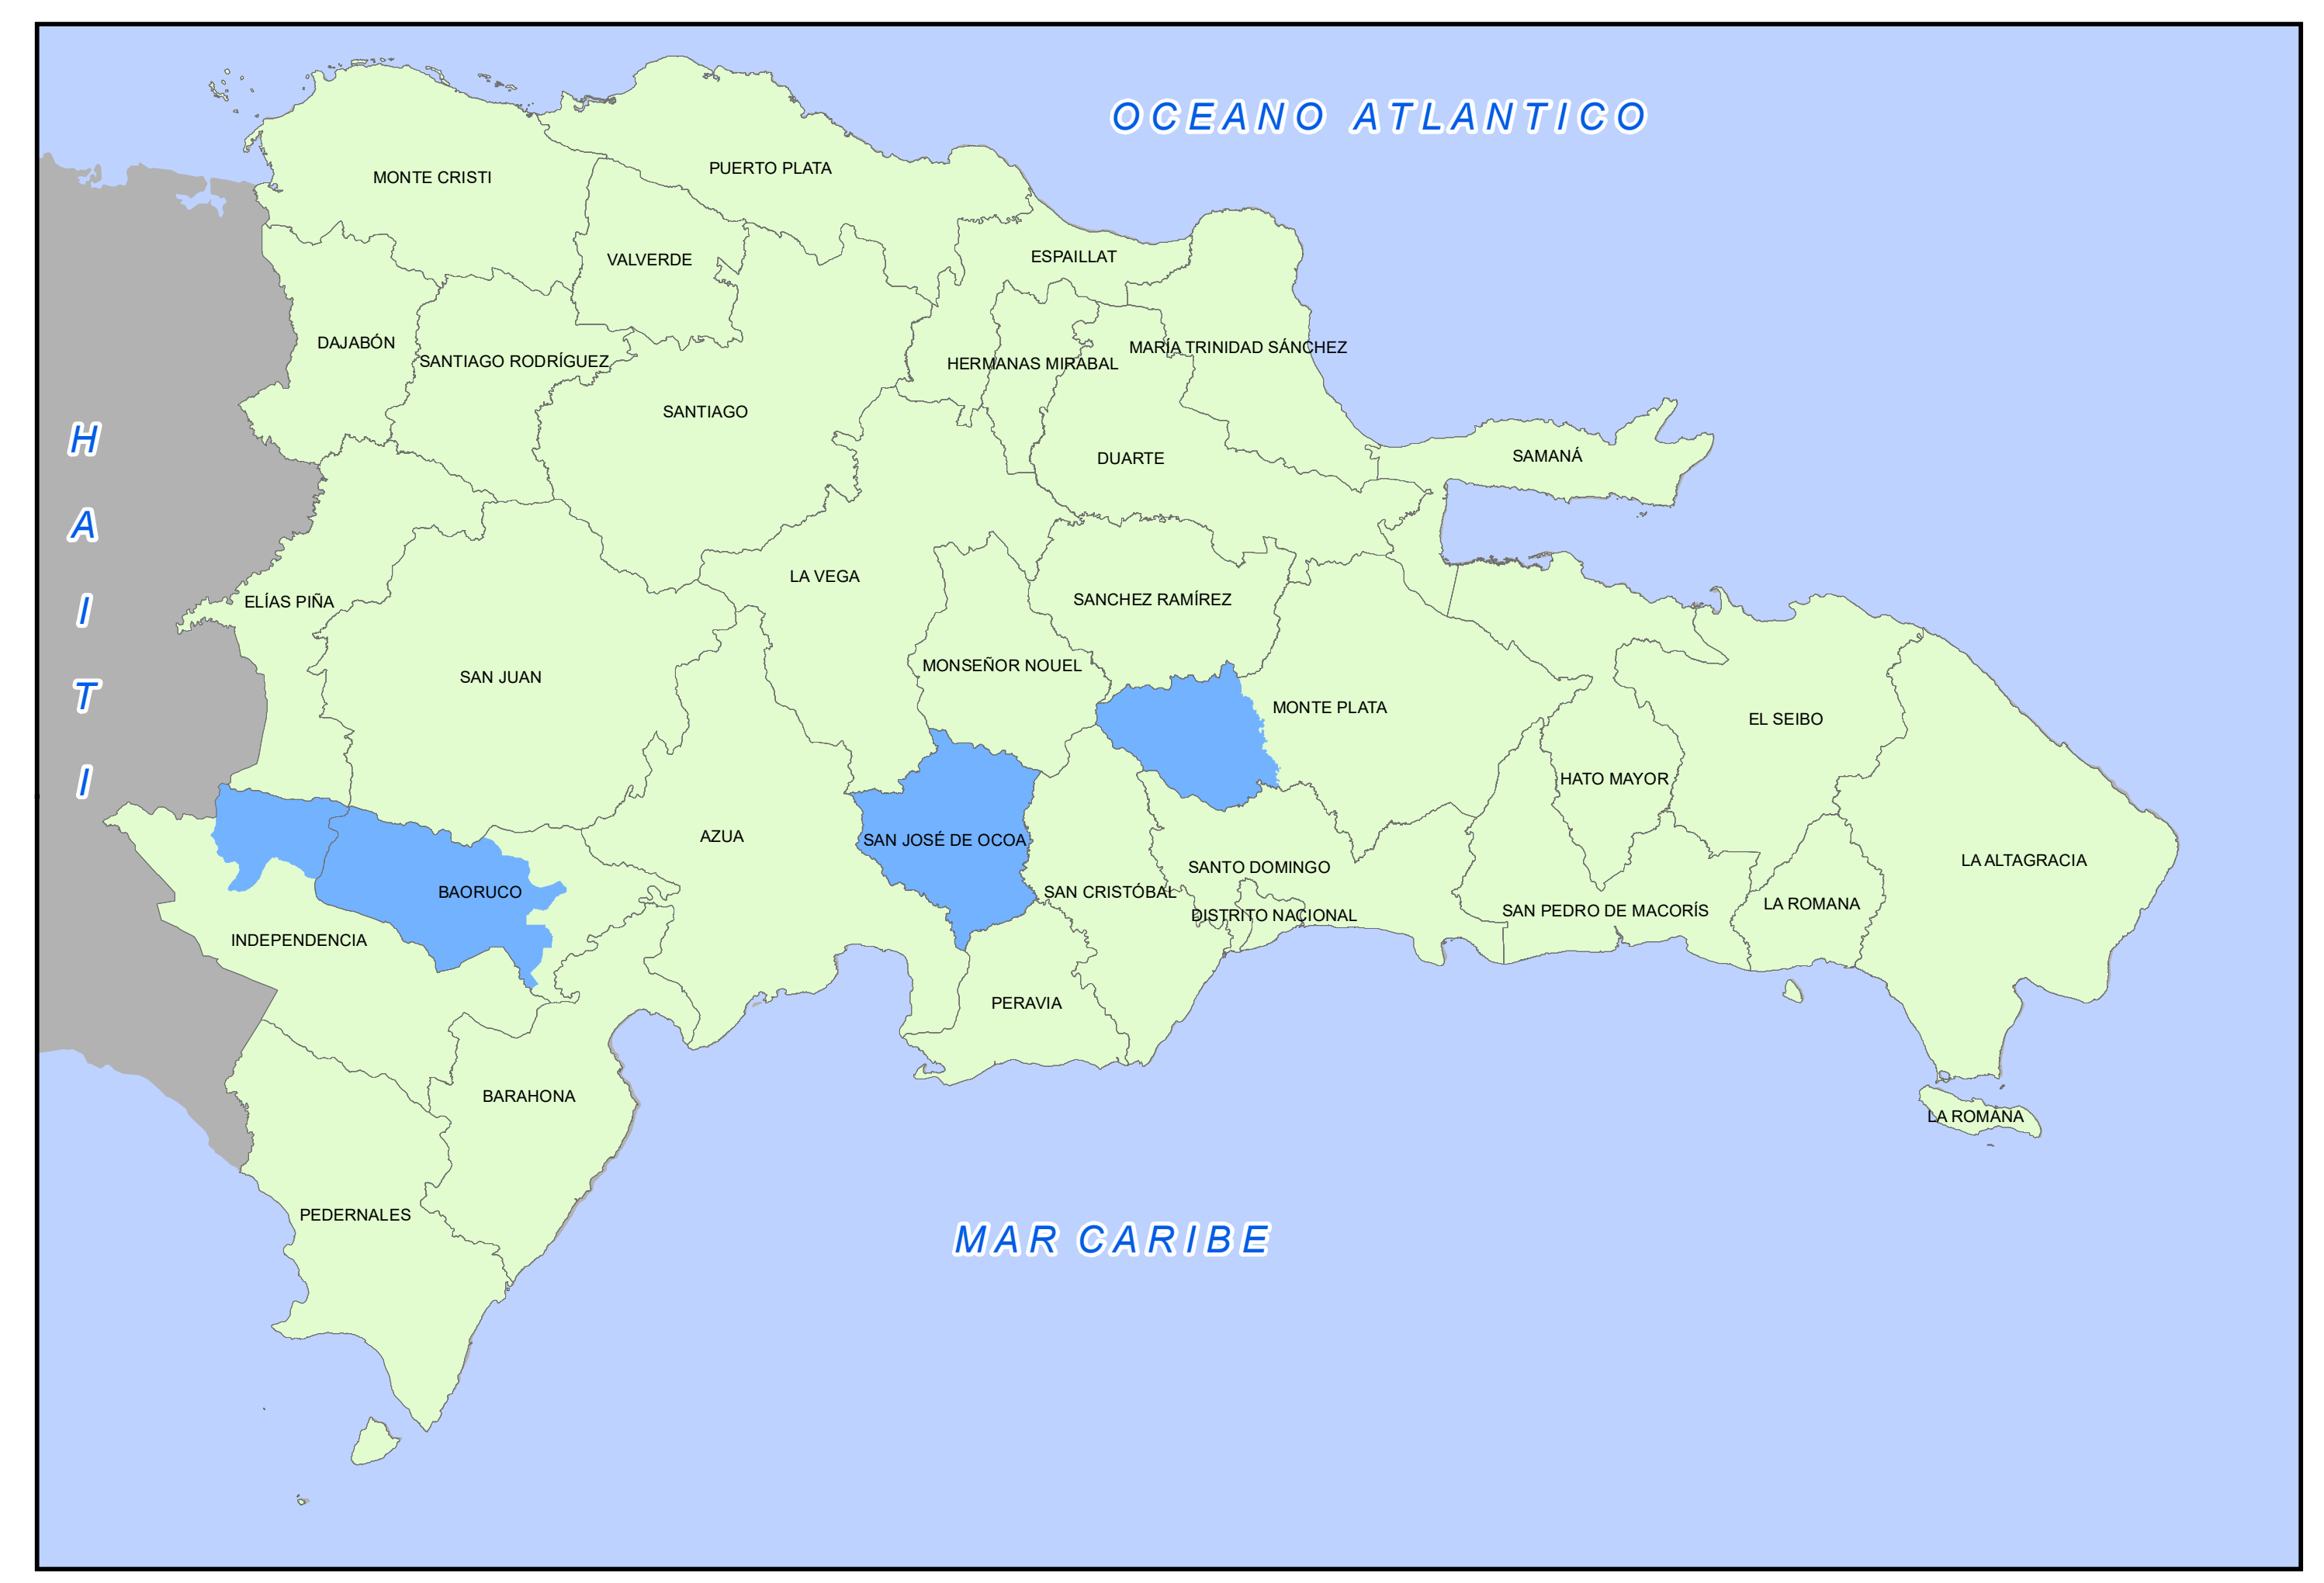 OCEANO ATLANTICO
PUERTO PLATA
MONTE CRISTI
ESPAILLAT
VALVERDE
DAJABÓN
MARÍA TRINIDAD SÁNCHEZ
SANTIAGO RODRÍGUEZ
HERMANAS MIRABAL
SANTIAGO
HAITI
SAMANÁ
DUARTE
LA VEGA
SANCHEZ RAMÍREZ
ELÍAS PIÑA
MONSEÑOR NOUEL
SAN JUAN
MONTE PLATA
EL SEIBO
HATO MAYOR
AZUA
SAN JOSÉ DE OCOA
LA ALTAGRACIA
SANTO DOMINGO
BAORUCO
SAN CRISTÓBAL
LA ROMANA
SAN PEDRO DE MACORÍS
DISTRITO NACIONAL
INDEPENDENCIA
PERAVIA
BARAHONA
LA ROMANA
PEDERNALES
MAR CARIBE